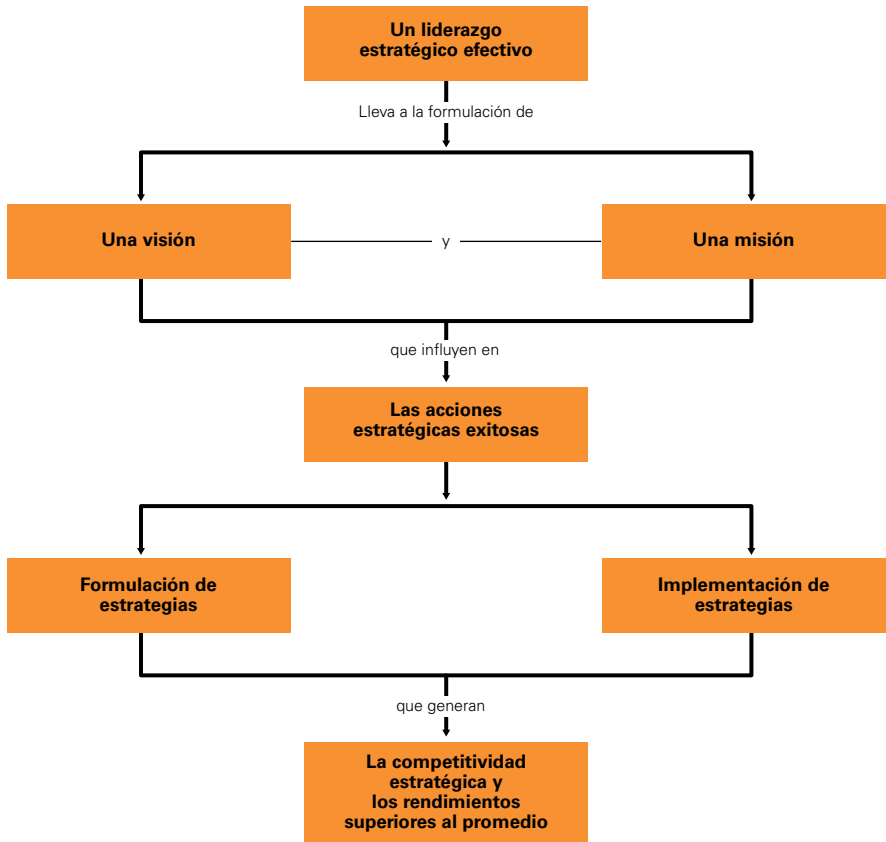 Un liderazgo
estratégico efectivo
Lleva a la formulación de
Una visión
y
Una misión
que influyen en
Las acciones
estratégicas exitosas
Formulación de
estrategias
Implementación de
estrategias
que generan
La competitividad
estratégica y
los rendimientos
superiores al promedio